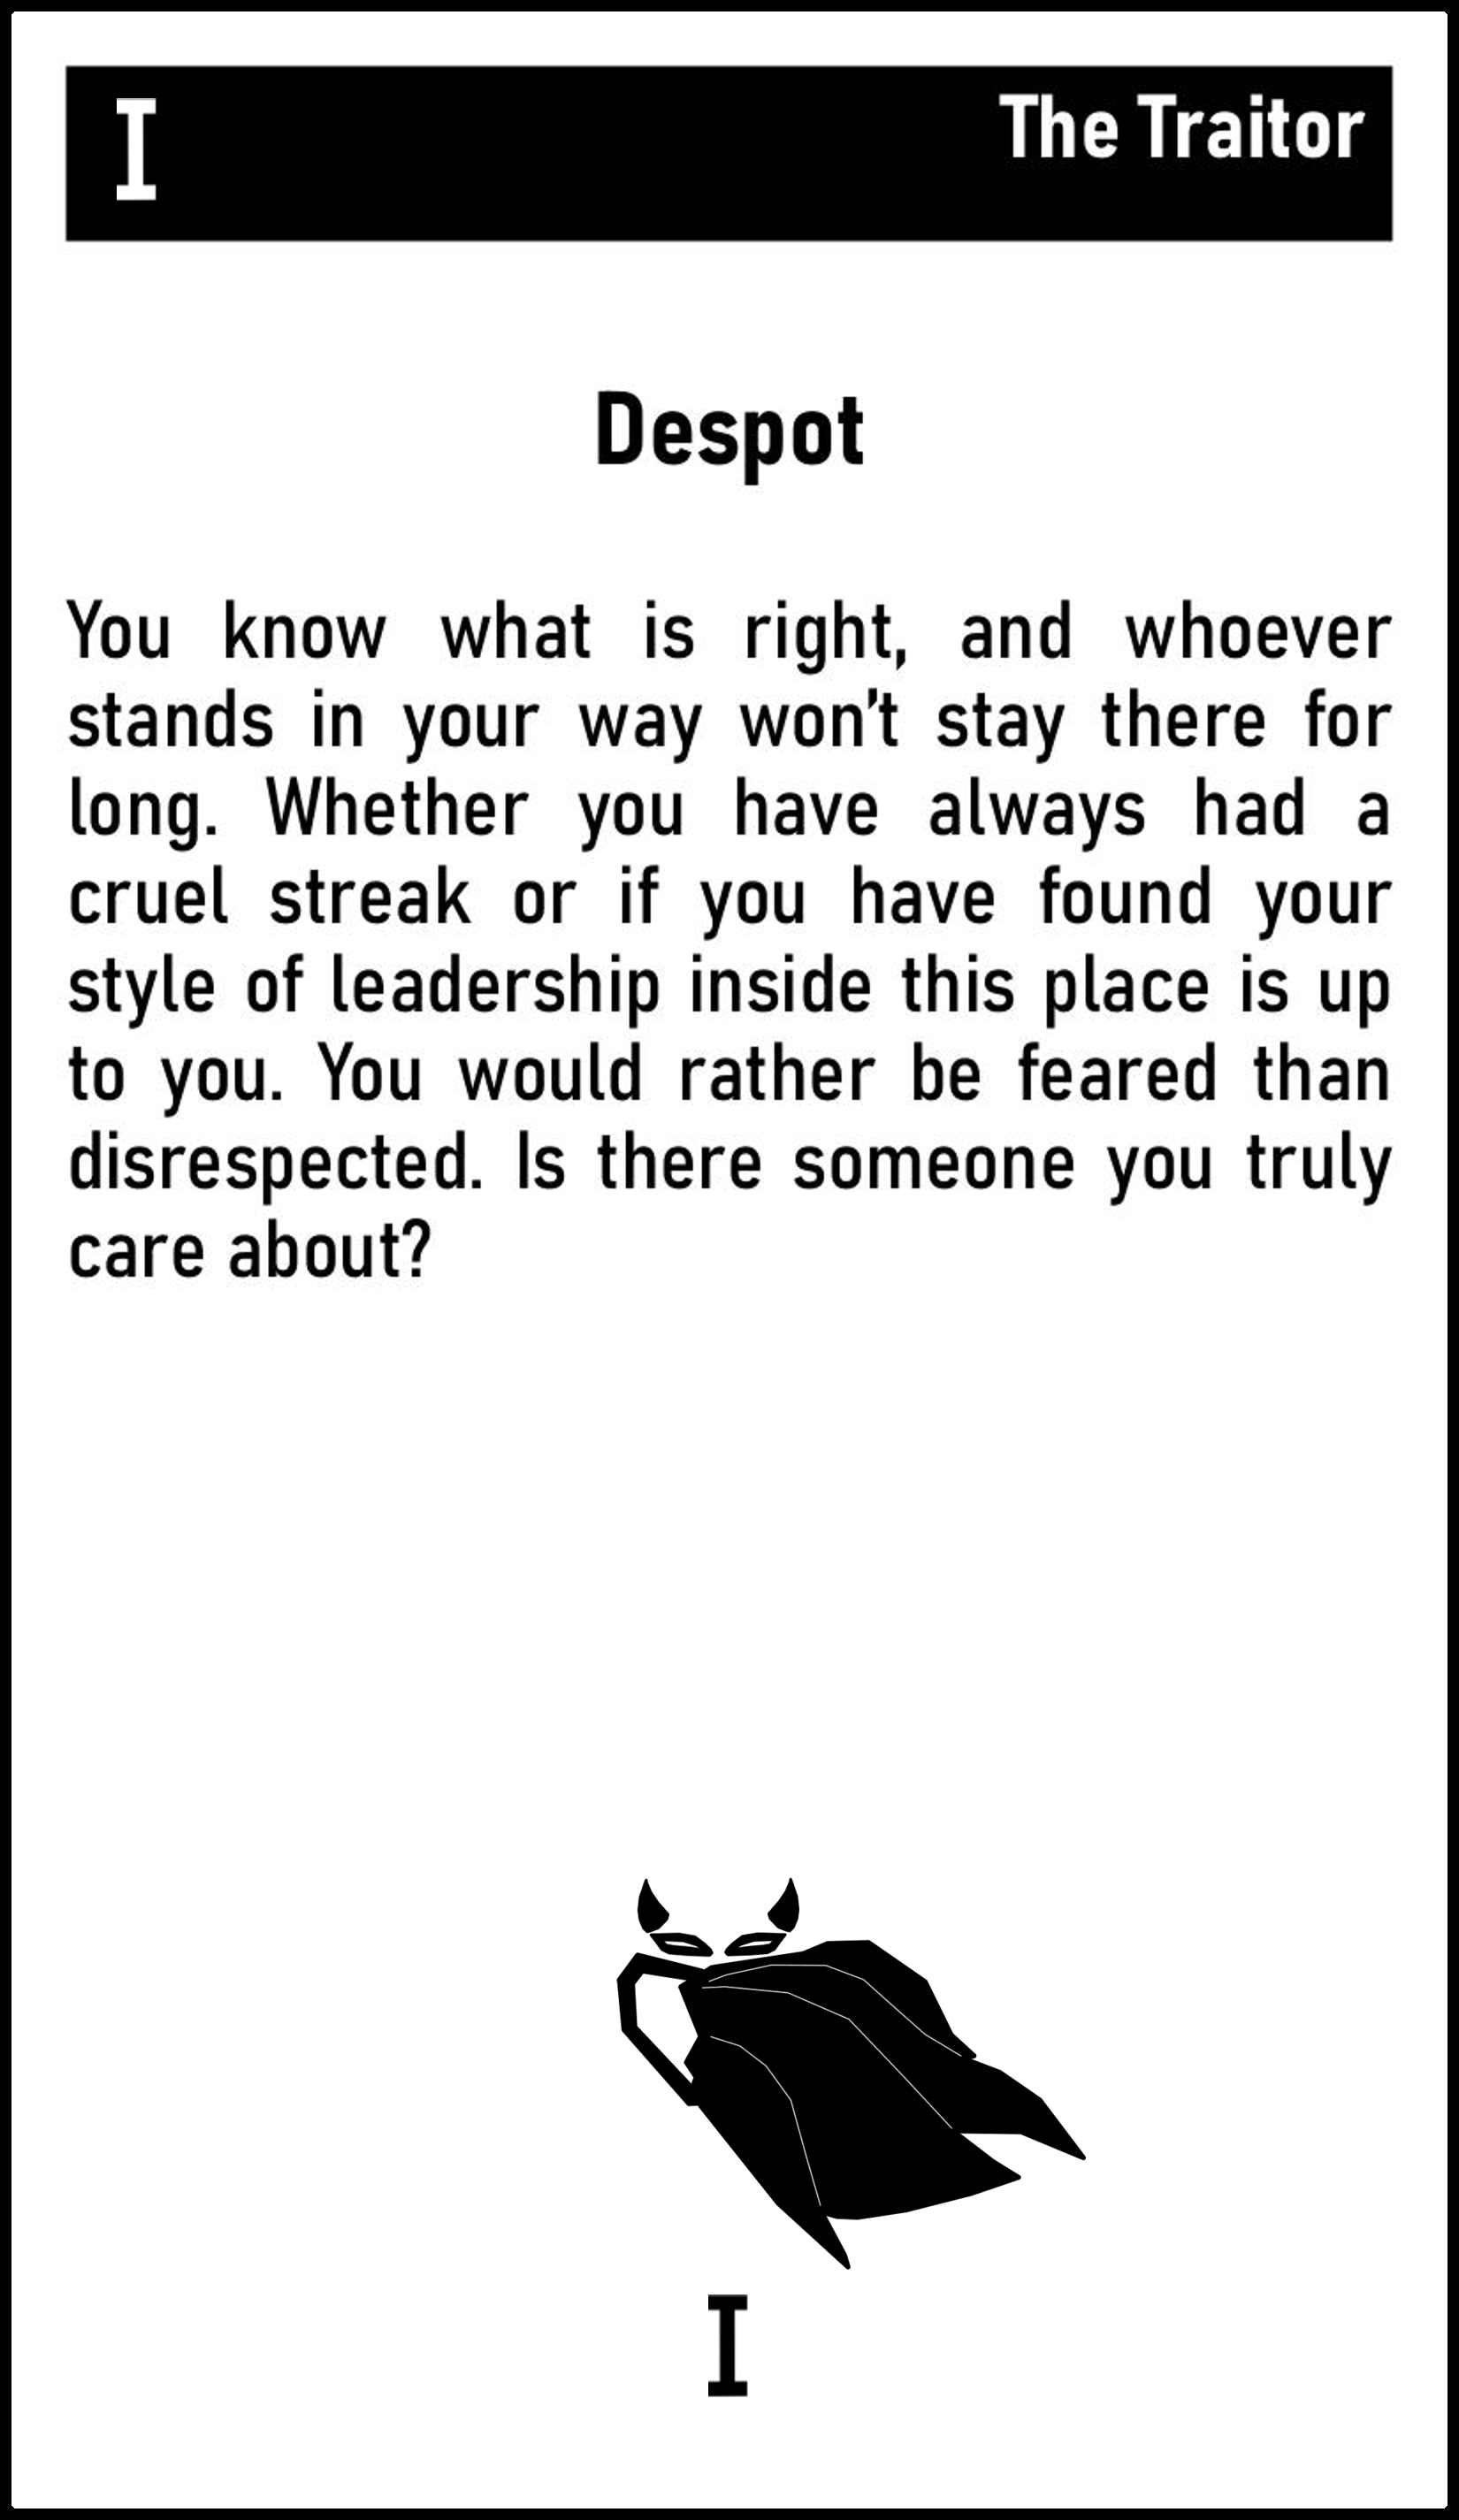 I
The Traitor
Despot
You know what is right, and whoever
stands in your way won't stay there for
long. Whether you have always had a
cruel streak or if you have found your
style of leadership inside this place is up
to you. You would rather be feared than
disrespected. Is there someone you truly
care about?
I